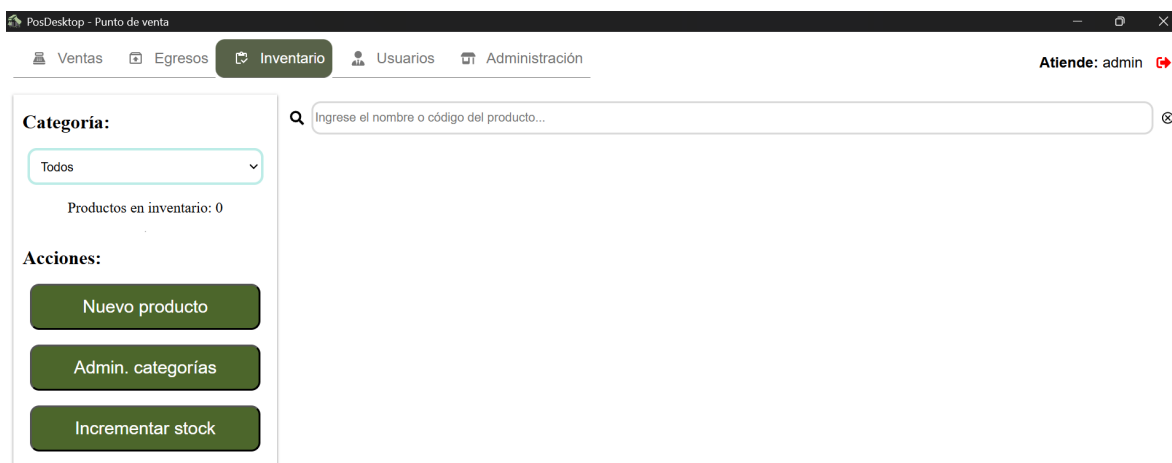 PosDesktop - Punto de venta
Ventas Egresos Inventario Usuarios Administración
Atiende: admin
Categoría:
Ingrese el nombre o código del producto...
Todos
Productos en inventario: 0
Acciones:
Nuevo producto
Admin. categorías
Incrementar stock